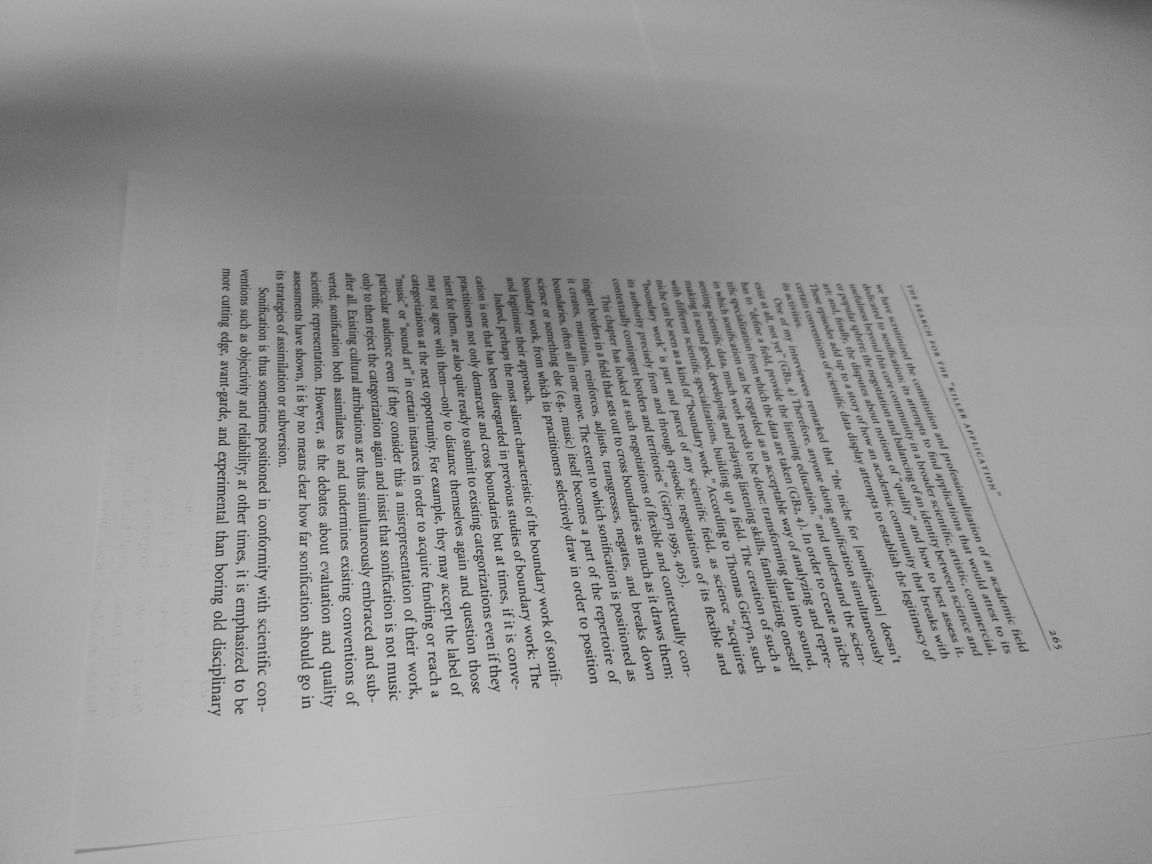 THE SEARCH FOR THE “KILLER APPLICATION” 265
we have scrutinised the constitution and professionalisation of an academic field
dedicated to sonification; its attempts to find applications that would attest to its
usefulness beyond this core community in a broader scientific, artistic, commercial,
or popular sphere; the negotiation and balancing of an identity between science and
art; and, finally, the disputes about notions of “quality” and how to best assess it.
These episodes add up to a story of how an academic community that breaks with
certain conventions of scientific data display attempts to establish the legitimacy of
its activities.
One of my interviewees remarked that “the niche for [sonification] doesn’t
exist at all, not yet” (GB2, 4) Therefore, anyone doing sonification simultaneously
has to “define a field, provide the listening education,” and understand the scien-
tific specialization from which the data are taken (GB2, 4). In order to create a niche
in which sonification can be regarded as an acceptable way of analyzing and repre-
senting scientific data, much work needs to be done: transforming data into sound,
making it sound good, developing and relaying listening skills, familiarizing oneself
with different scientific specializations, building up a field. The creation of such a
niche can be seen as a kind of “boundary work.” According to Thomas Gieryn, such
“boundary work” is part and parcel of any scientific field, as science “acquires
its authority precisely from and through episodic negotiations of its flexible and
contextually contingent borders and territories” (Gieryn 1995, 405).
This chapter has looked at such negotiations of flexible and contextually con-
tingent borders in a field that sets out to cross boundaries as much as it draws them;
it creates, maintains, reinforces, adjusts, transgresses, negates, and breaks down
boundaries, often all in one move. The extent to which sonification is positioned as
science or something else (e.g., music) itself becomes a part of the repertoire of
boundary work, from which its practitioners selectively draw in order to position
and legitimize their approach.
Indeed, perhaps the most salient characteristic of the boundary work of sonifi-
cation is one that has been disregarded in previous studies of boundary work: The
practitioners not only demarcate and cross boundaries but at times, if it is conve-
nient for them, are also quite ready to submit to existing categorizations even if they
may not agree with them—only to distance themselves again and question those
categorizations at the next opportunity. For example, they may accept the label of
“music” or “sound art” in certain instances in order to acquire funding or reach a
particular audience even if they consider this a misrepresentation of their work,
only to then reject the categorization again and insist that sonification is not music
after all. Existing cultural attributions are thus simultaneously embraced and sub-
verted; sonification both assimilates to and undermines existing conventions of
scientific representation. However, as the debates about evaluation and quality
assessments have shown, it is by no means clear how far sonification should go in
its strategies of assimilation or subversion.
Sonification is thus sometimes positioned in conformity with scientific con-
ventions such as objectivity and reliability; at other times, it is emphasized to be
more cutting edge, avant-garde, and experimental than boring old disciplinary